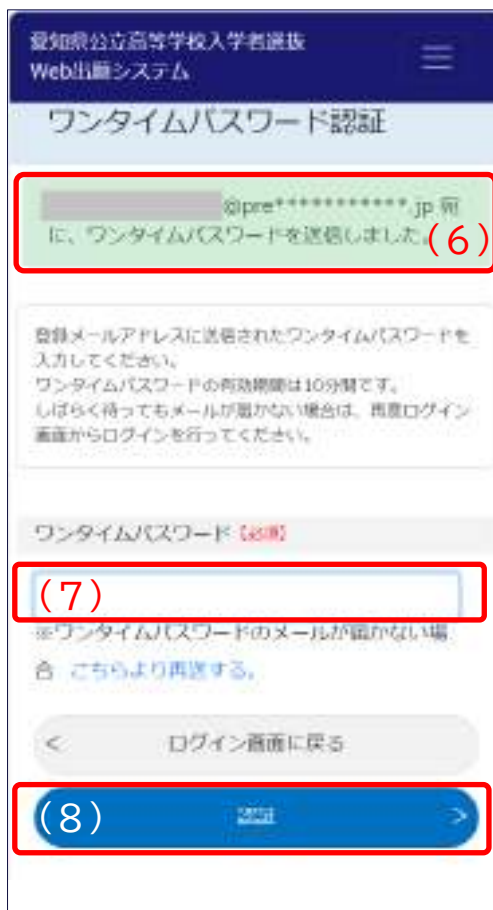 愛知県公立高等学校入学者選抜
Web出願システム
ワンタイムパスワード認証
@pre***********.jp 宛
に、ワンタイムパスワードを送信しました。
(6)
登録メールアドレスに送信されたワンタイムパスワードを
入力してください。
ワンタイムパスワードの有効期間は10分間です。
しばらく待ってもメールが届かない場合は、再度ログイン
画面からログインを行ってください。
ワンタイムパスワード【必須】
(7)
※ワンタイムパスワードのメールが届かない場
合 こちらより再送する。
< ログイン画面に戻る
(8) 認証 >